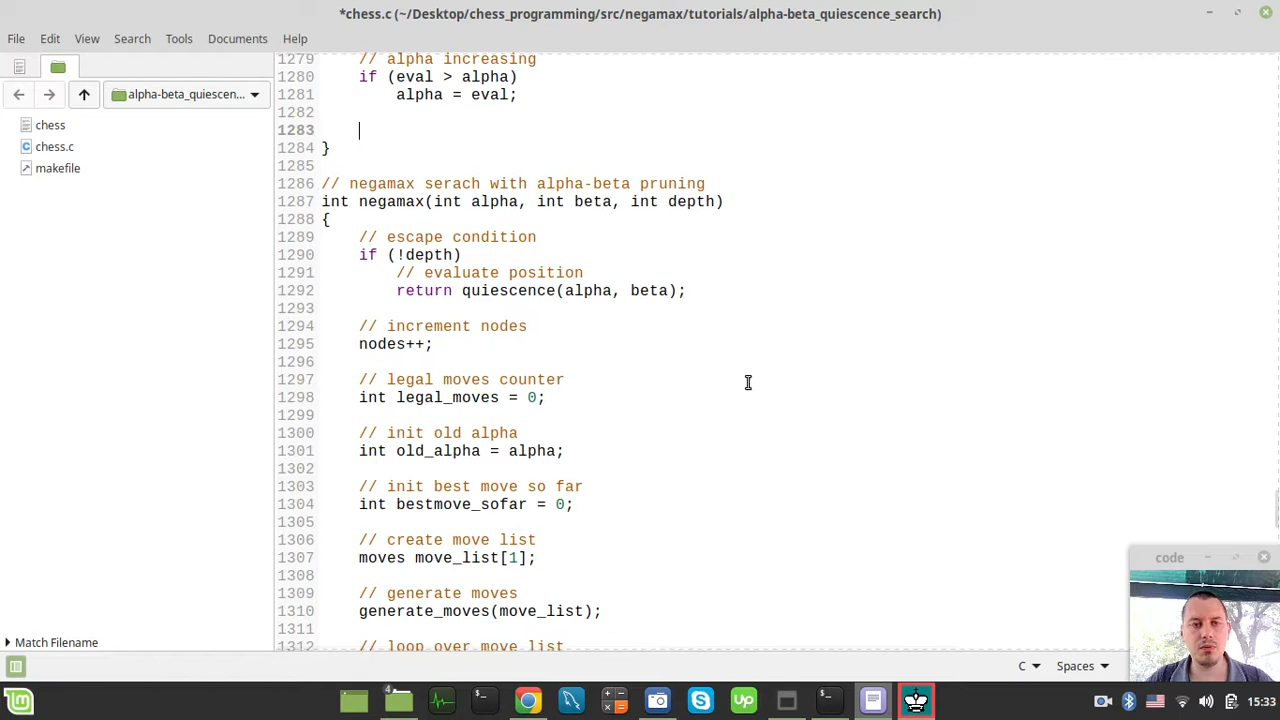 *chess.c (~/Desktop/chess_programming/src/negamax/tutorials/alpha-beta_quiescence_search)
File Edit View Search Tools Documents Help
alpha-beta_quiescen...
chess
chess.c
makefile
Match Filename
1279 // alpha increasing
1280 if (eval > alpha)
1281 alpha = eval;
1282
1283
1284 }
1285
1286 // negamax serach with alpha-beta pruning
1287 int negamax(int alpha, int beta, int depth)
1288 {
1289 // escape condition
1290 if (!depth)
1291 // evaluate position
1292 return quiescence(alpha, beta);
1293
1294 // increment nodes
1295 nodes++;
1296
1297 // legal moves counter
1298 int legal_moves = 0;
1299
1300 // init old alpha
1301 int old_alpha = alpha;
1302
1303 // init best move so far
1304 int bestmove_sofar = 0;
1305
1306 // create move list
1307 moves move_list[1];
1308
1309 // generate moves
1310 generate_moves(move_list);
1311
1312 // loop over move list
code
C Spaces
4
15:33